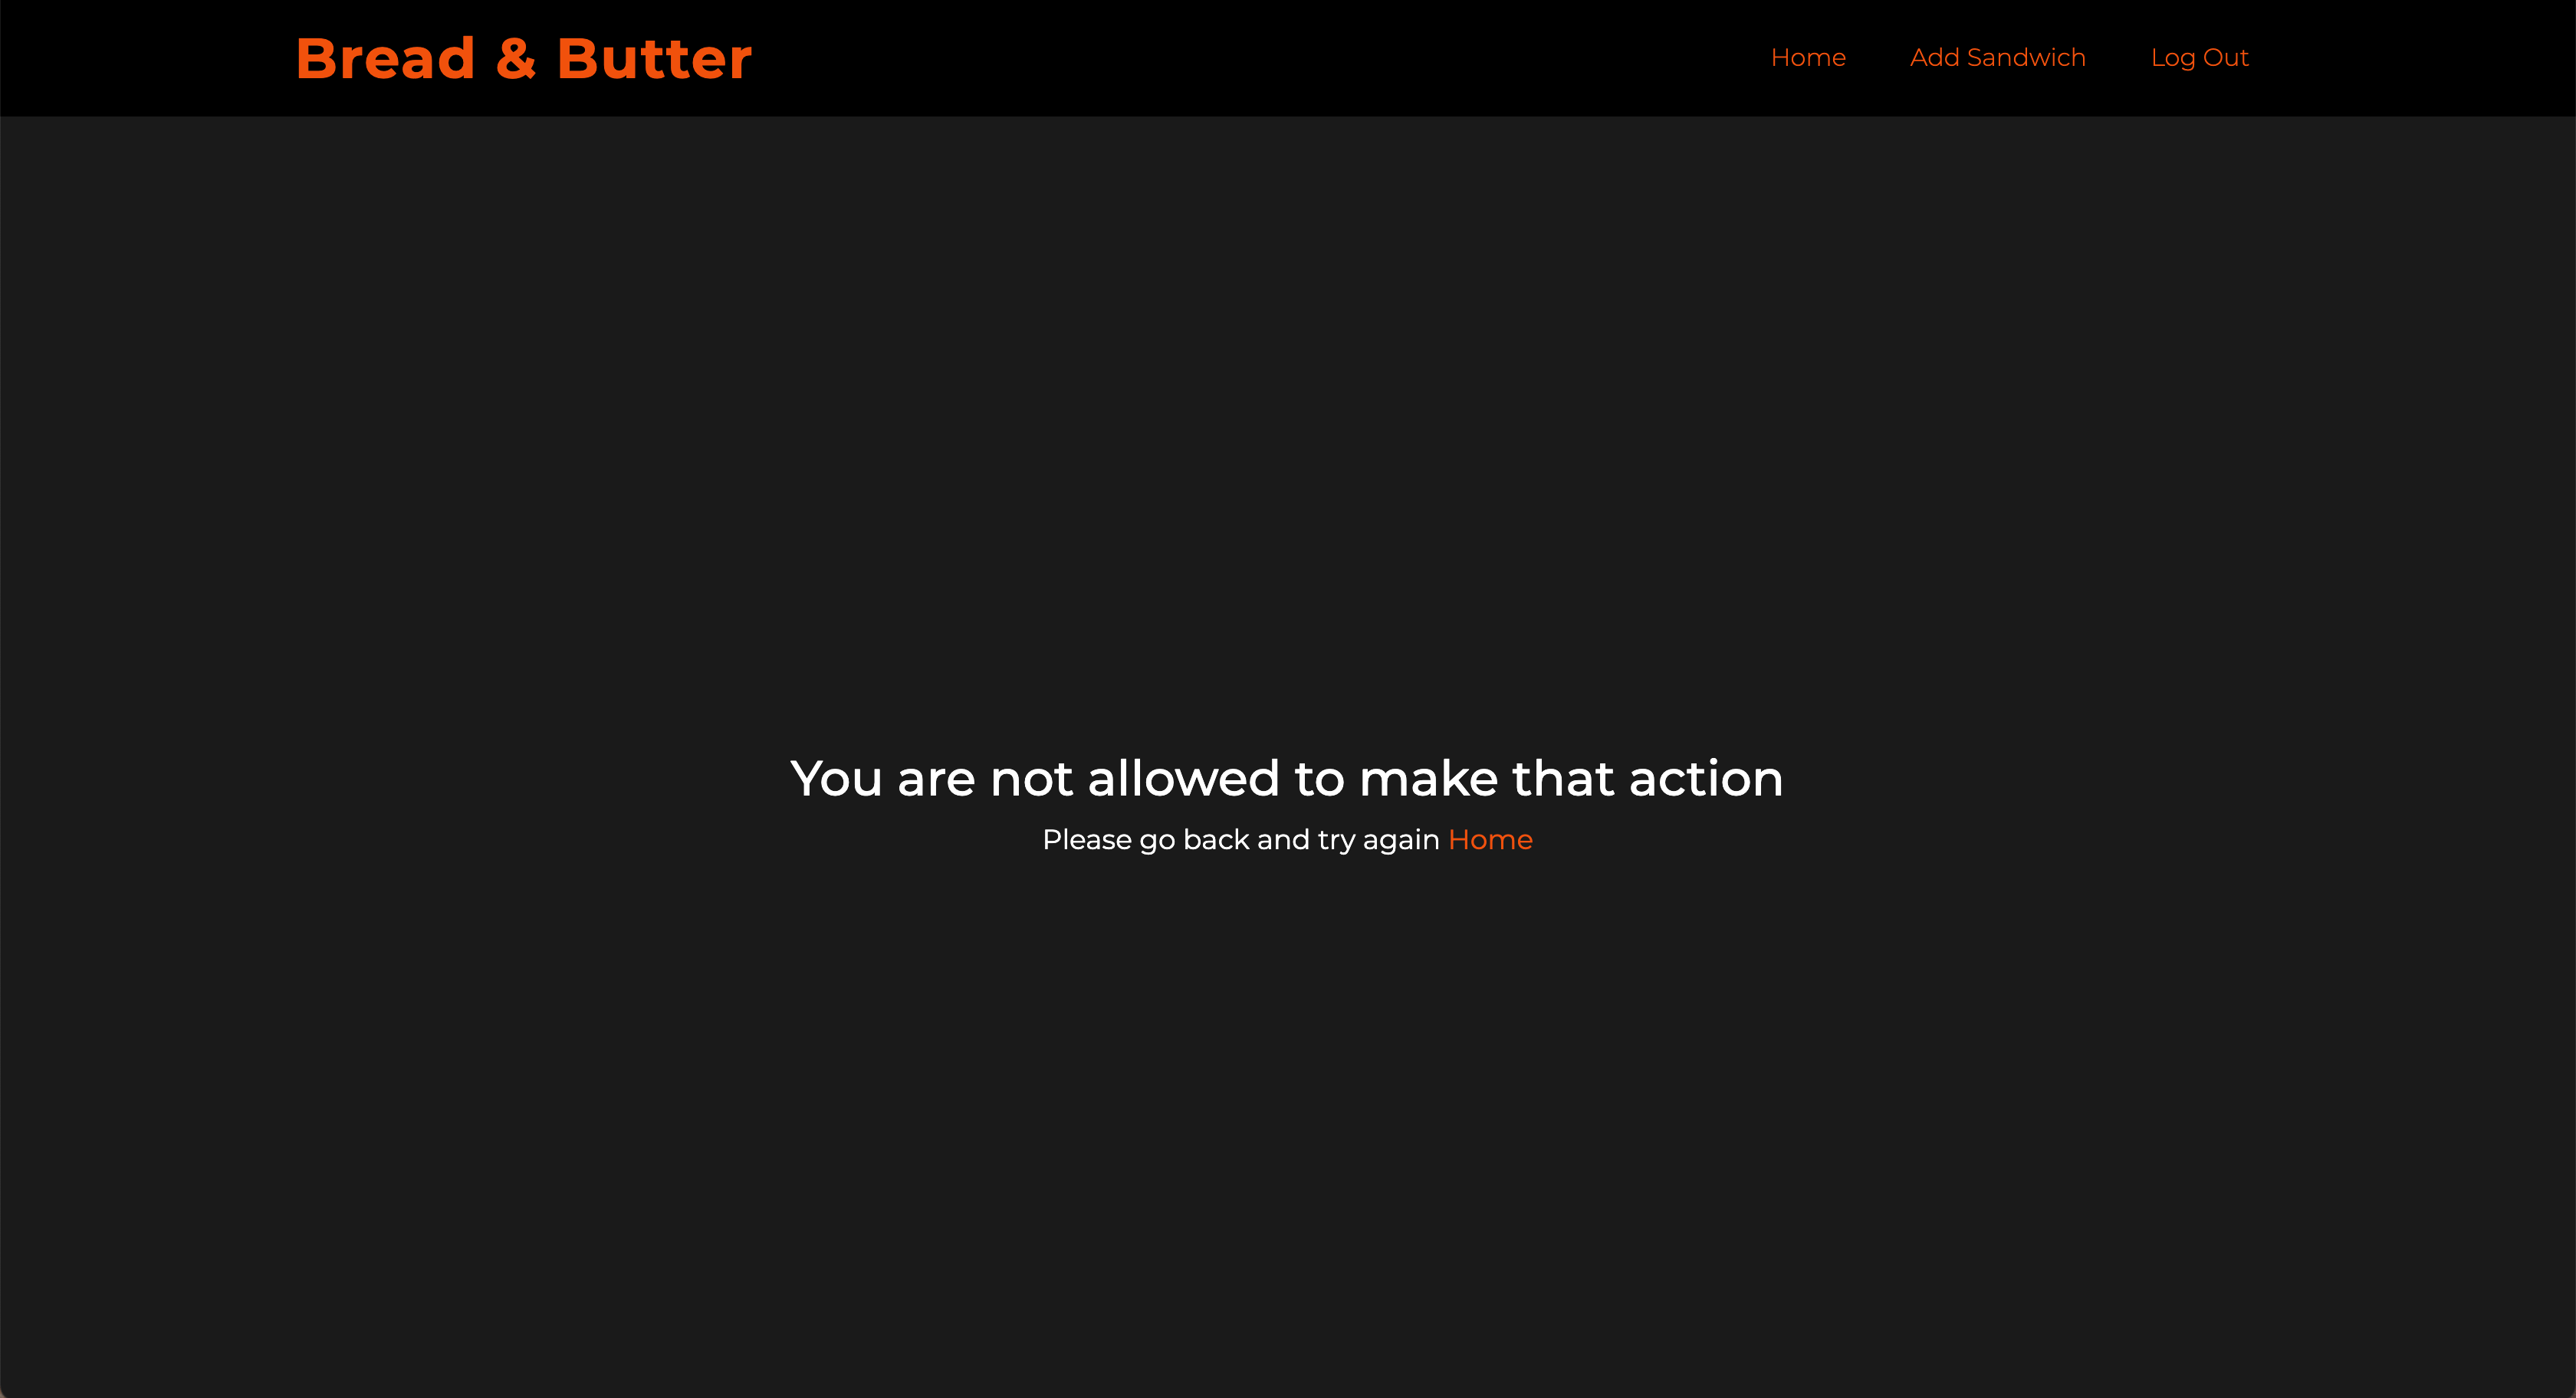 Bread & Butter
Home Add Sandwich Log Out
You are not allowed to make that action
Please go back and try again Home